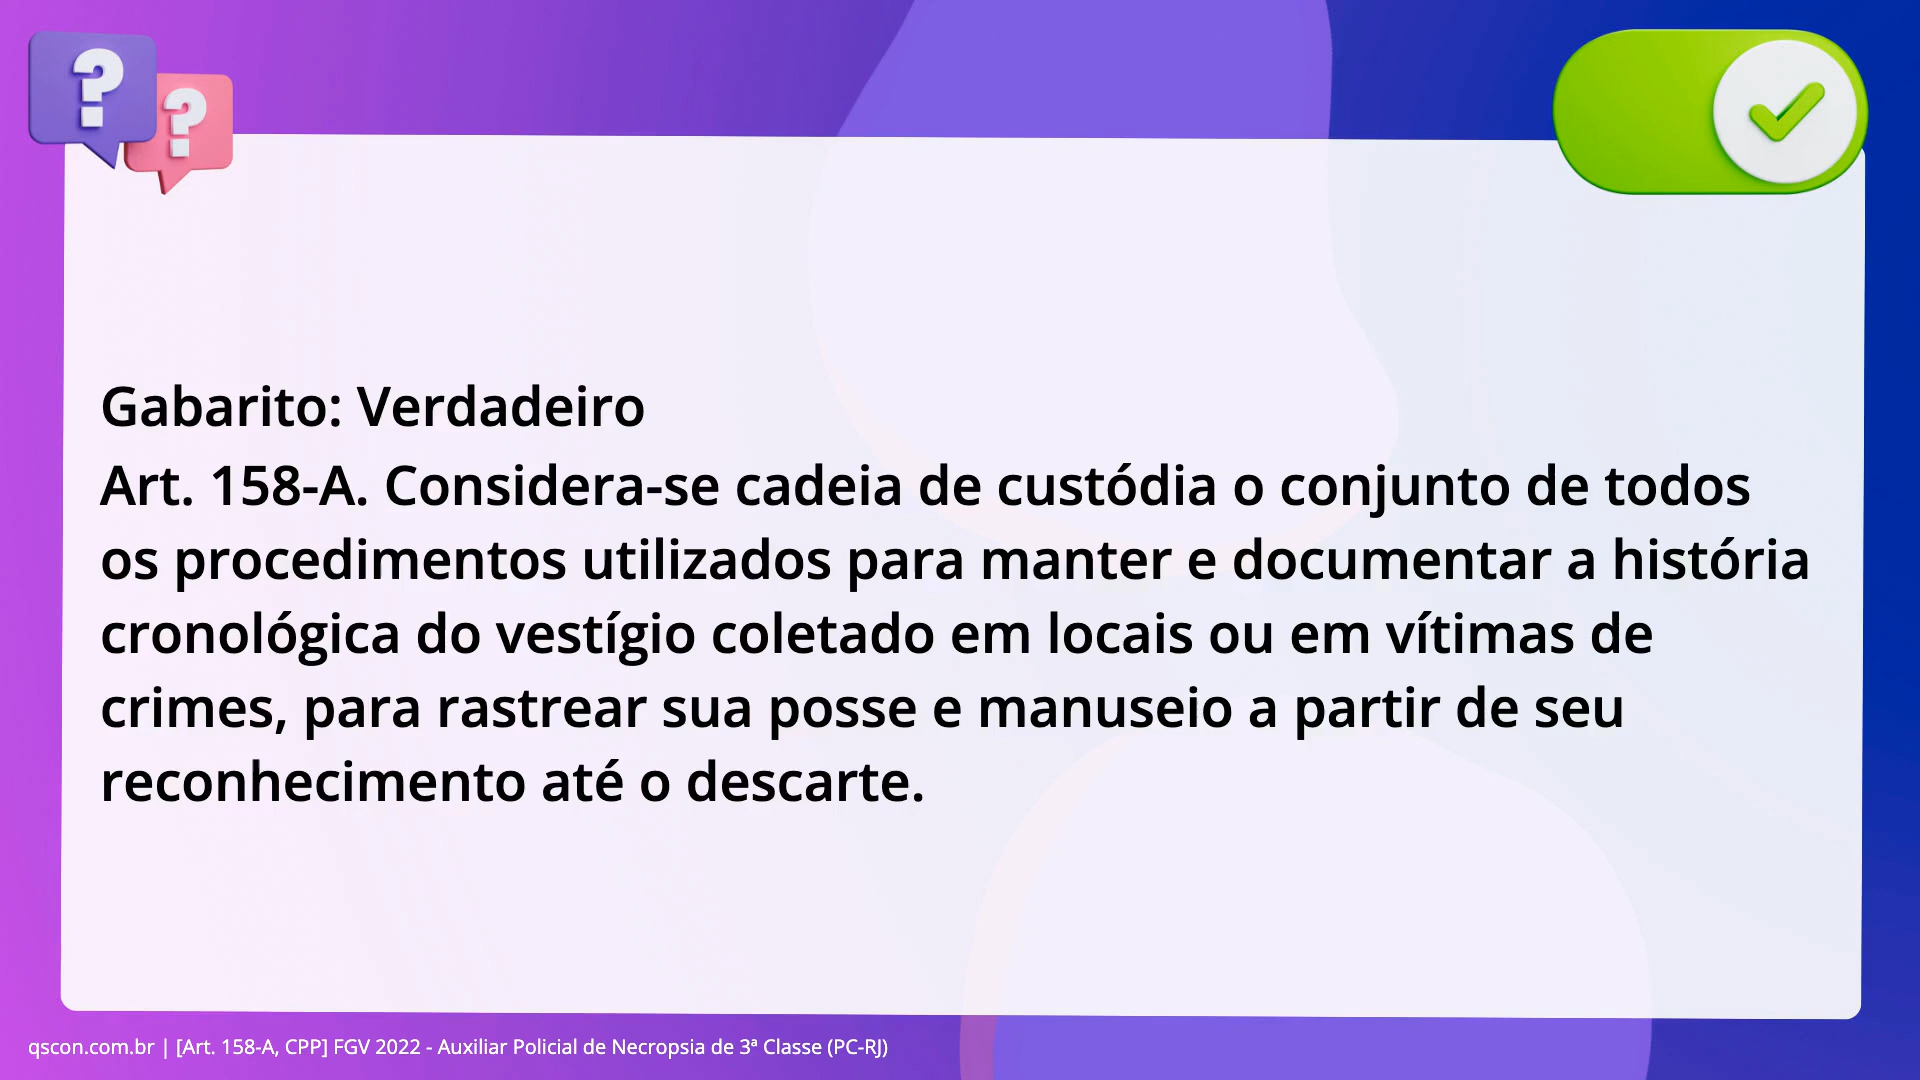 ?
?
Gabarito: Verdadeiro
Art. 158-A. Considera-se cadeia de custódia o conjunto de todos
os procedimentos utilizados para manter e documentar a história
cronológica do vestígio coletado em locais ou em vítimas de
crimes, para rastrear sua posse e manuseio a partir de seu
reconhecimento até o descarte.
qscon.com.br | [Art. 158-A, CPP] FGV 2022 - Auxiliar Policial de Necropsia de 3ª Classe (PC-RJ)